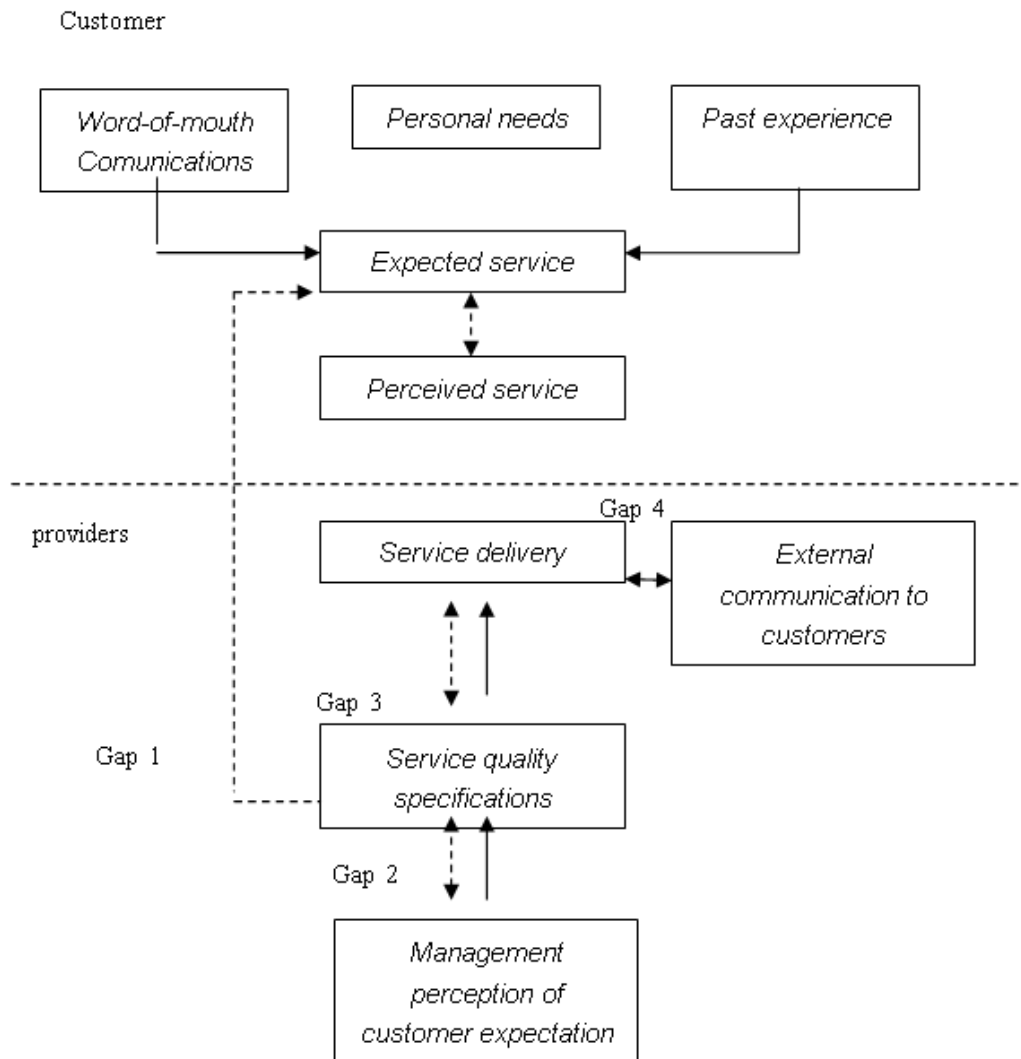 Customer
Word-of-mouth
Comunications
Personal needs
Past experience
Expected service
Perceived service
providers
Gap 4
Service delivery
External
communication to
customers
Gap 3
Gap 1
Service quality
specifications
Gap 2
Management
perception of
customer expectation